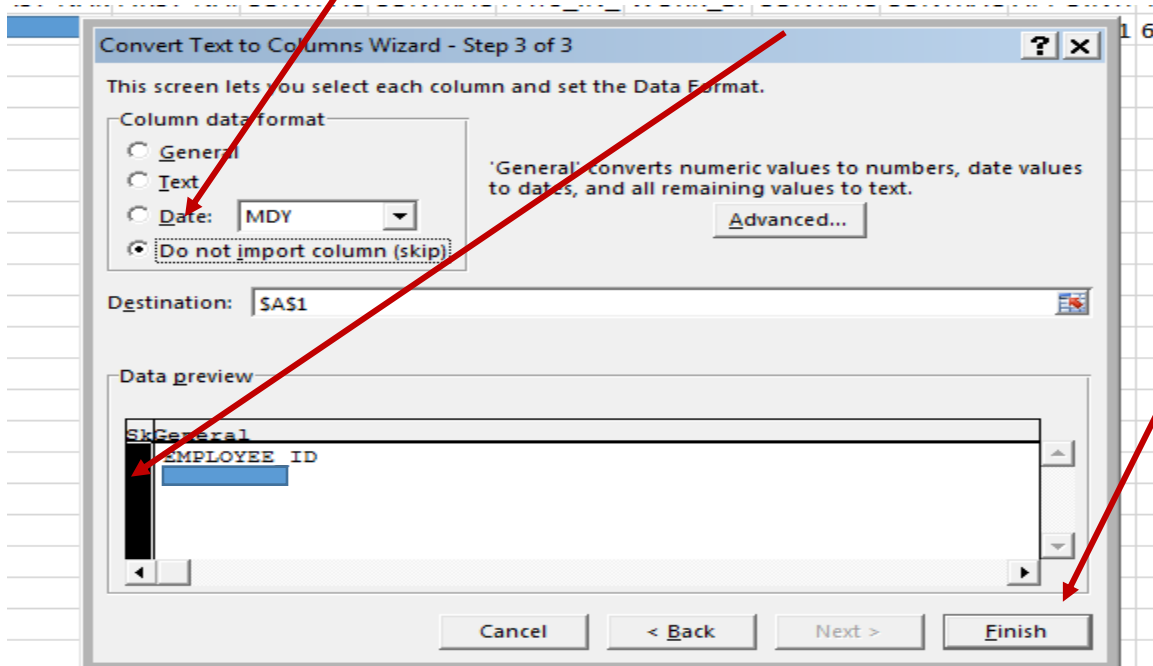 1 6
Convert Text to Columns Wizard - Step 3 of 3
? ×
This screen lets you select each column and set the Data Format.
Column data format
General
Text
Date: MDY
Do not import column (skip)
'General' converts numeric values to numbers, date values
to dates, and all remaining values to text.
Advanced...
Destination: $A$1
Data preview
SkGeneral
EMPLOYEE_ID
Cancel < Back Next > Finish